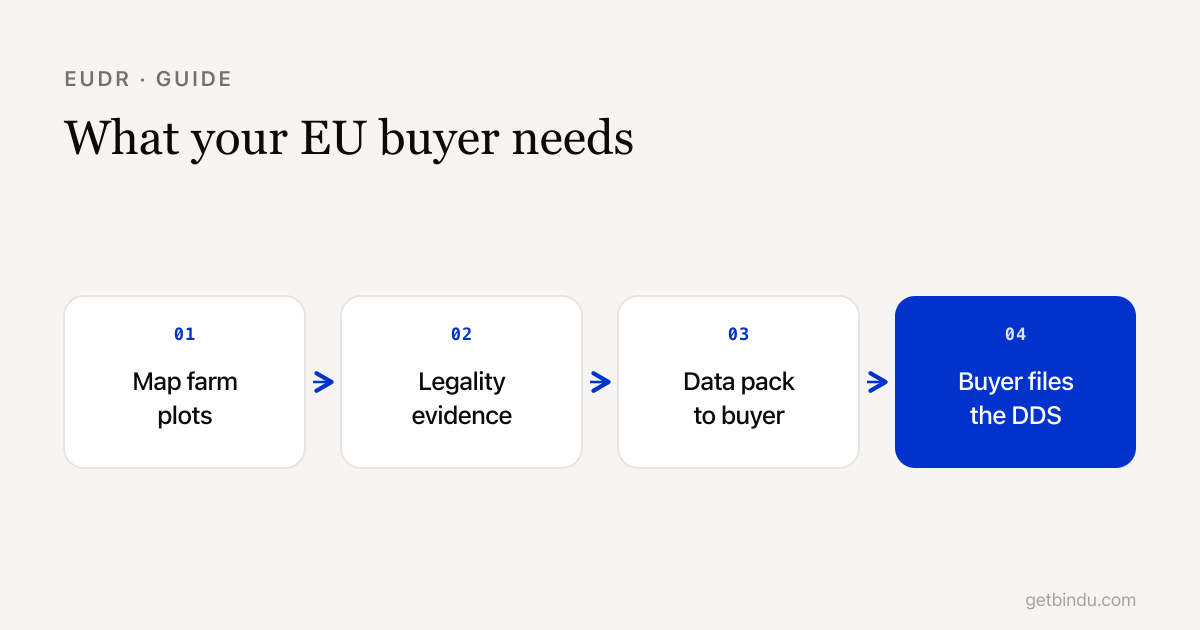 EUDR · GUIDE
What your EU buyer needs
01
Map farm
plots
02
Legality
evidence
03
Data pack
to buyer
04
Buyer files
the DDS
getbindu.com